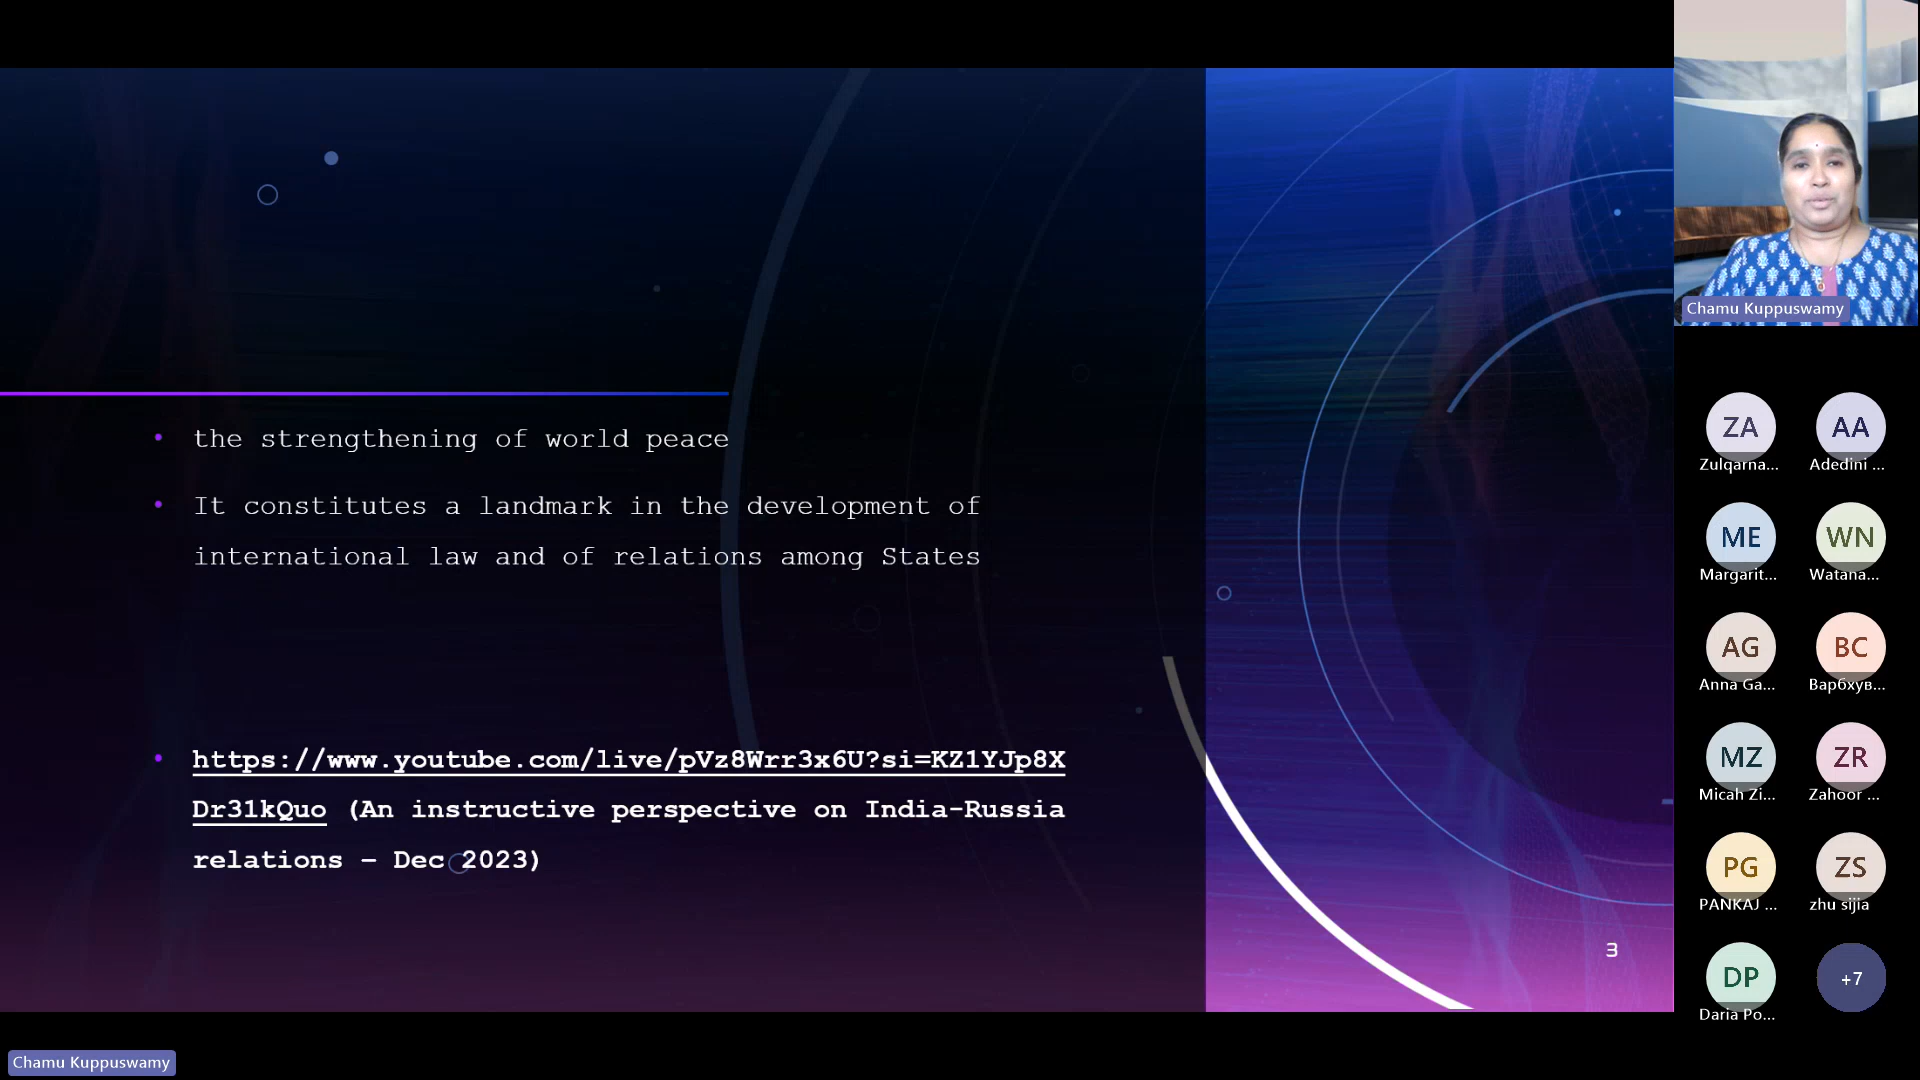 the strengthening of world peace
It constitutes a landmark in the development of
international law and of relations among States
https://www.youtube.com/live/pVz8Wrr3x6U?si=KZ1YJp8X
Dr31kQuo (An instructive perspective on India-Russia
relations – Dec 2023)
3
Chamu Kuppuswamy
ZA AA
Zulqarna... Adedini ...
ME WN
Margarit... Watana...
AG BC
Anna Ga... Варбхув...
MZ ZR
Micah Zi... Zahoor ...
PG ZS
PANKAJ ... zhu sijia
DP +7
Daria Po...
Chamu Kuppuswamy